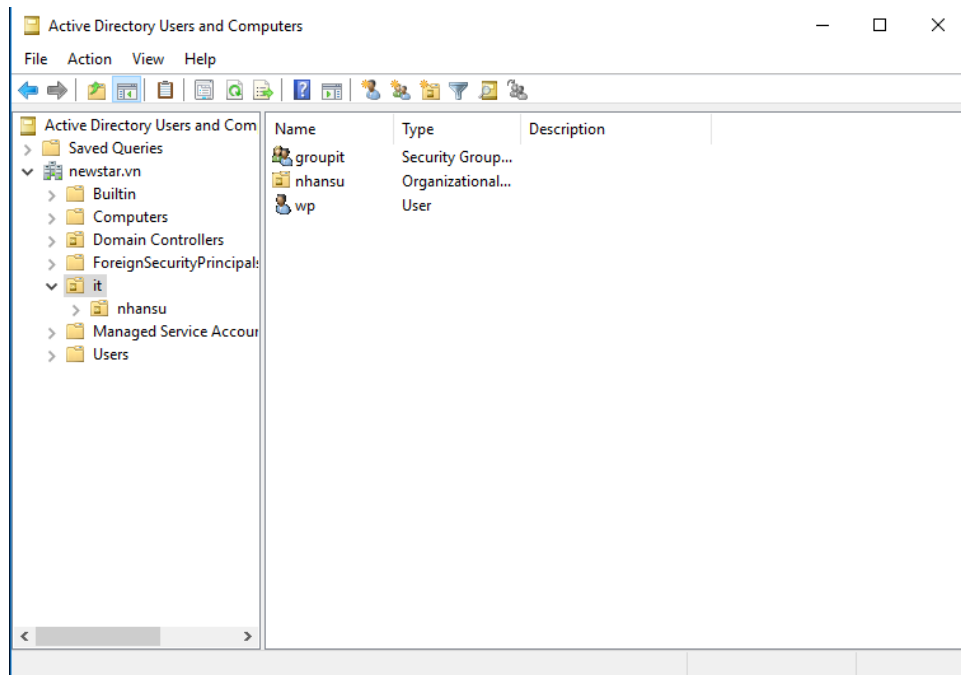 Active Directory Users and Computers
File Action View Help
Active Directory Users and Com
Saved Queries
newstar.vn
Builtin
Computers
Domain Controllers
ForeignSecurityPrincipals
it
nhansu
Managed Service Accour
Users
Name Type Description
groupit Security Group...
nhansu Organizational...
wp User